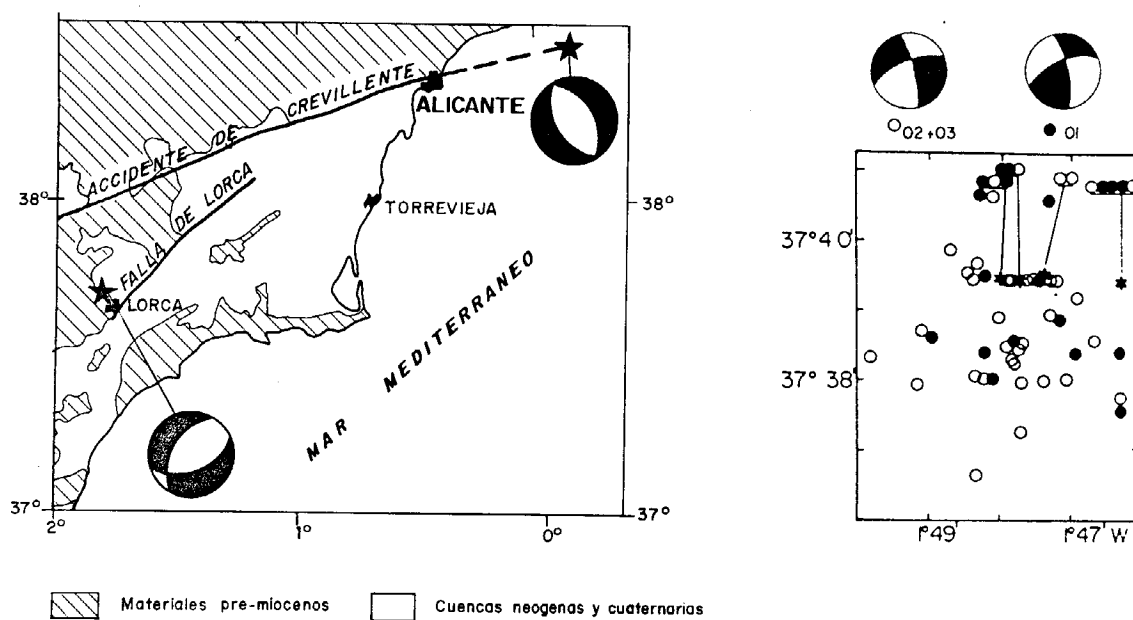 ACCIDENTE DE CREVILLENTE
ALICANTE
FALLA DE LORCA
LORCA
TORREVIEJA
MAR MEDITERRANEO
38°
38°
37°
37°
2°
1°
0°
Materiales pre-miocenos
Cuencas neogenas y cuaternarias
02+03
01
37°40'
37°38'
1°49
1°47' W